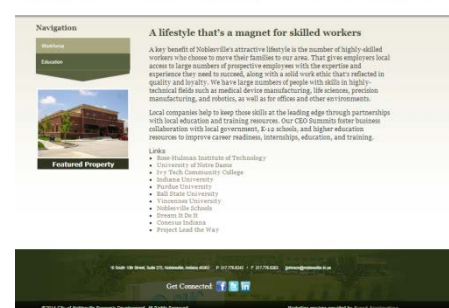 Navigation
Workforce
Education
Featured Property
A lifestyle that's a magnet for skilled workers
A key benefit of Noblesville's attractive lifestyle is the number of highly-skilled
workers who choose to move their families to our area. That gives employers local
access to large numbers of prospective employees with the expertise and
experience they need to succeed, along with a solid work ethic that's reflected in
quality and loyalty. We have large numbers of people with skills in highly-
technical fields such as medical device manufacturing, life sciences, precision
manufacturing, and robotics, as well as for offices and other environments.
Local companies help to keep those skills at the leading edge through partnerships
with local education and training resources. Our CEO Summits foster business
collaboration with local government, K-12 schools, and higher education
resources to improve career readiness, internships, education, and training.
Links
Rose-Hulman Institute of Technology
University of Notre Dame
Ivy Tech Community College
Indiana University
Purdue University
Ball State University
Vincennes University
Noblesville Schools
Dream It Do It
Conexus Indiana
Project Lead the Way
Noblesville, Indiana
Get Connected